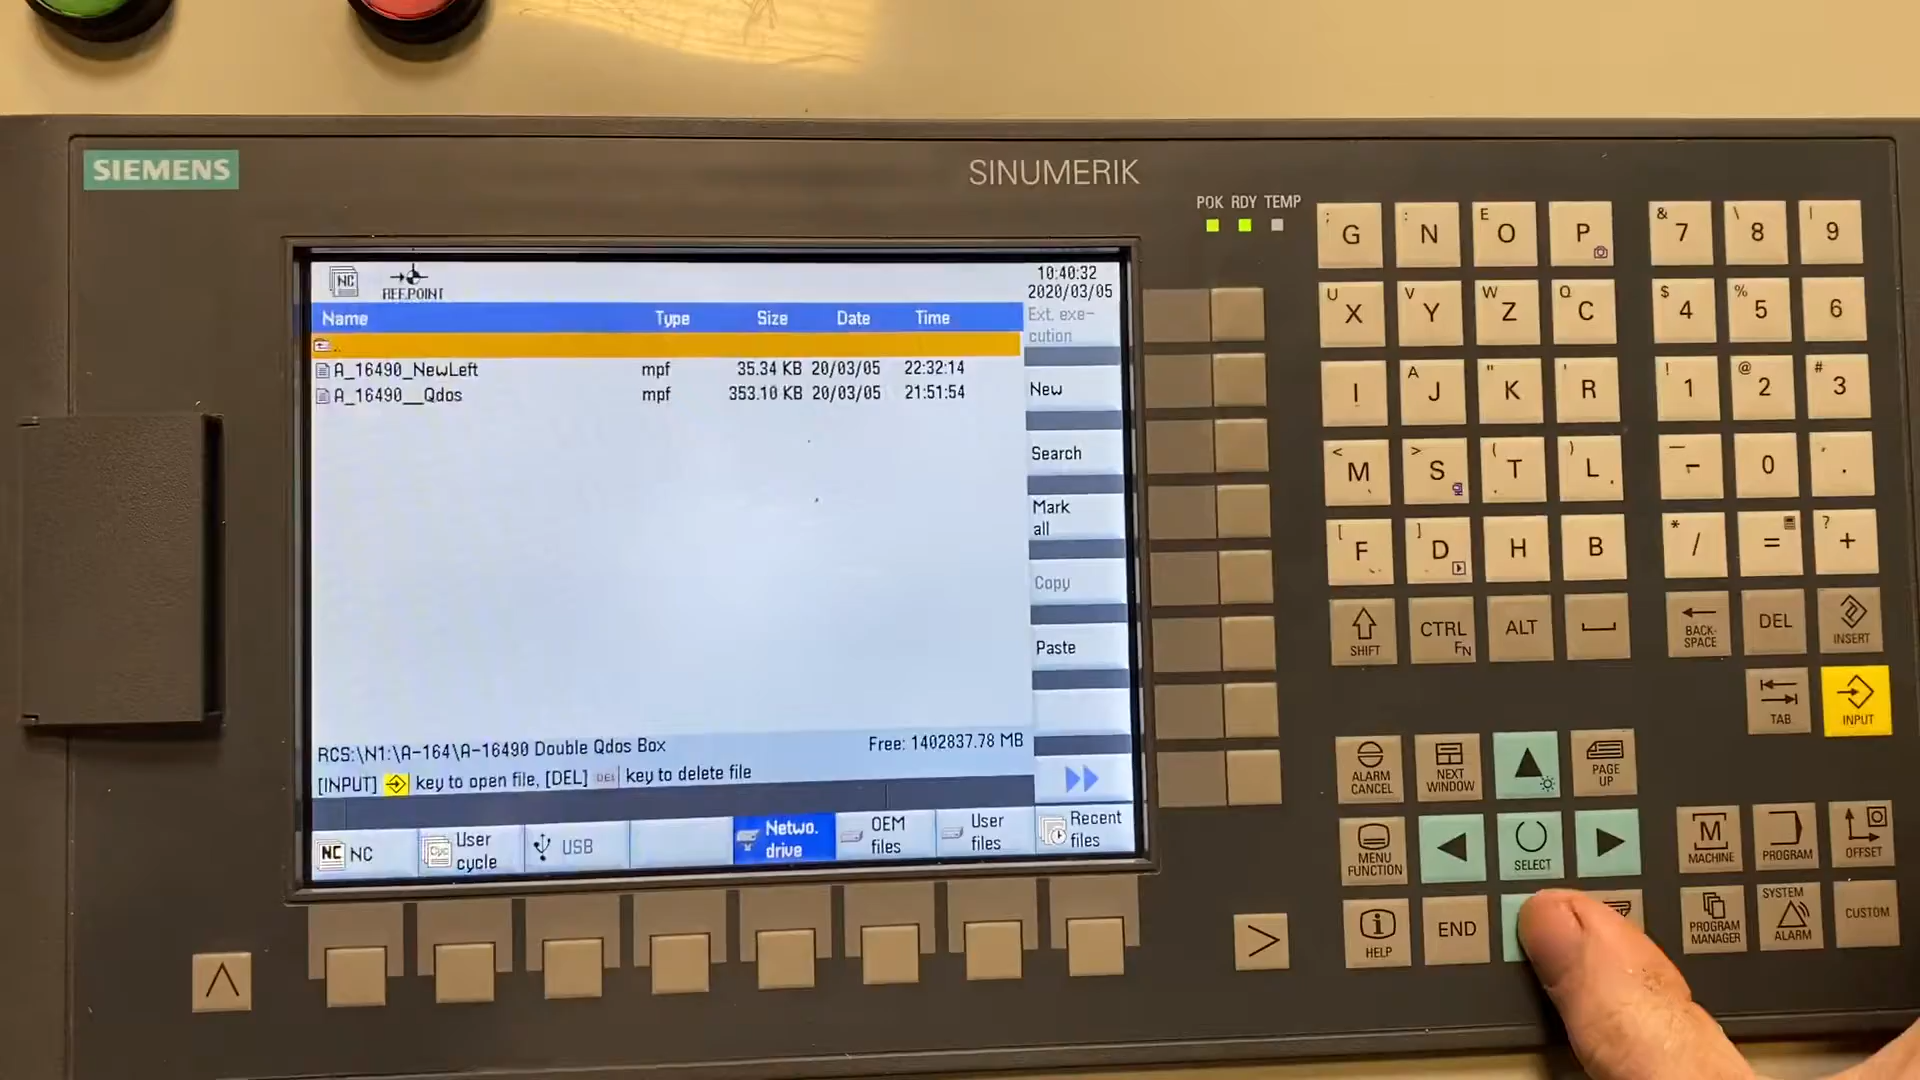 SIEMENS
SINUMERIK
POK RDY TEMP
NC
REF.POINT
10:40:32
2020/03/05
Name Type Size Date Time
Ext. exe-
cution
..
A_16490_NewLeft mpf 35.34 KB 20/03/05 22:32:14
A_16490__Qdos mpf 353.10 KB 20/03/05 21:51:54
New
Search
Mark
all
Copy
Paste
RCS:\N1:\A-164\A-16490 Double Qdos Box Free: 1402837.78 MB
[INPUT] key to open file, [DEL] DEL key to delete file
NC NC
Cyc User
cycle
USB
Netwo.
drive
OEM
files
User
files
Recent
files
; G : N E O P & 7 \ 8 | 9
U X V Y W Z Q C $ 4 % 5 6
I A J " K ' R ! 1 @ 2 # 3
< M > S ( T ) L _ - 0 .
[ F ] D H B * / = ? +
SHIFT CTRL FN ALT BACK-
SPACE DEL INSERT
TAB INPUT
ALARM
CANCEL NEXT
WINDOW PAGE
UP
MENU
FUNCTION SELECT M MACHINE PROGRAM OFFSET
HELP END PROGRAM
MANAGER SYSTEM
ALARM CUSTOM